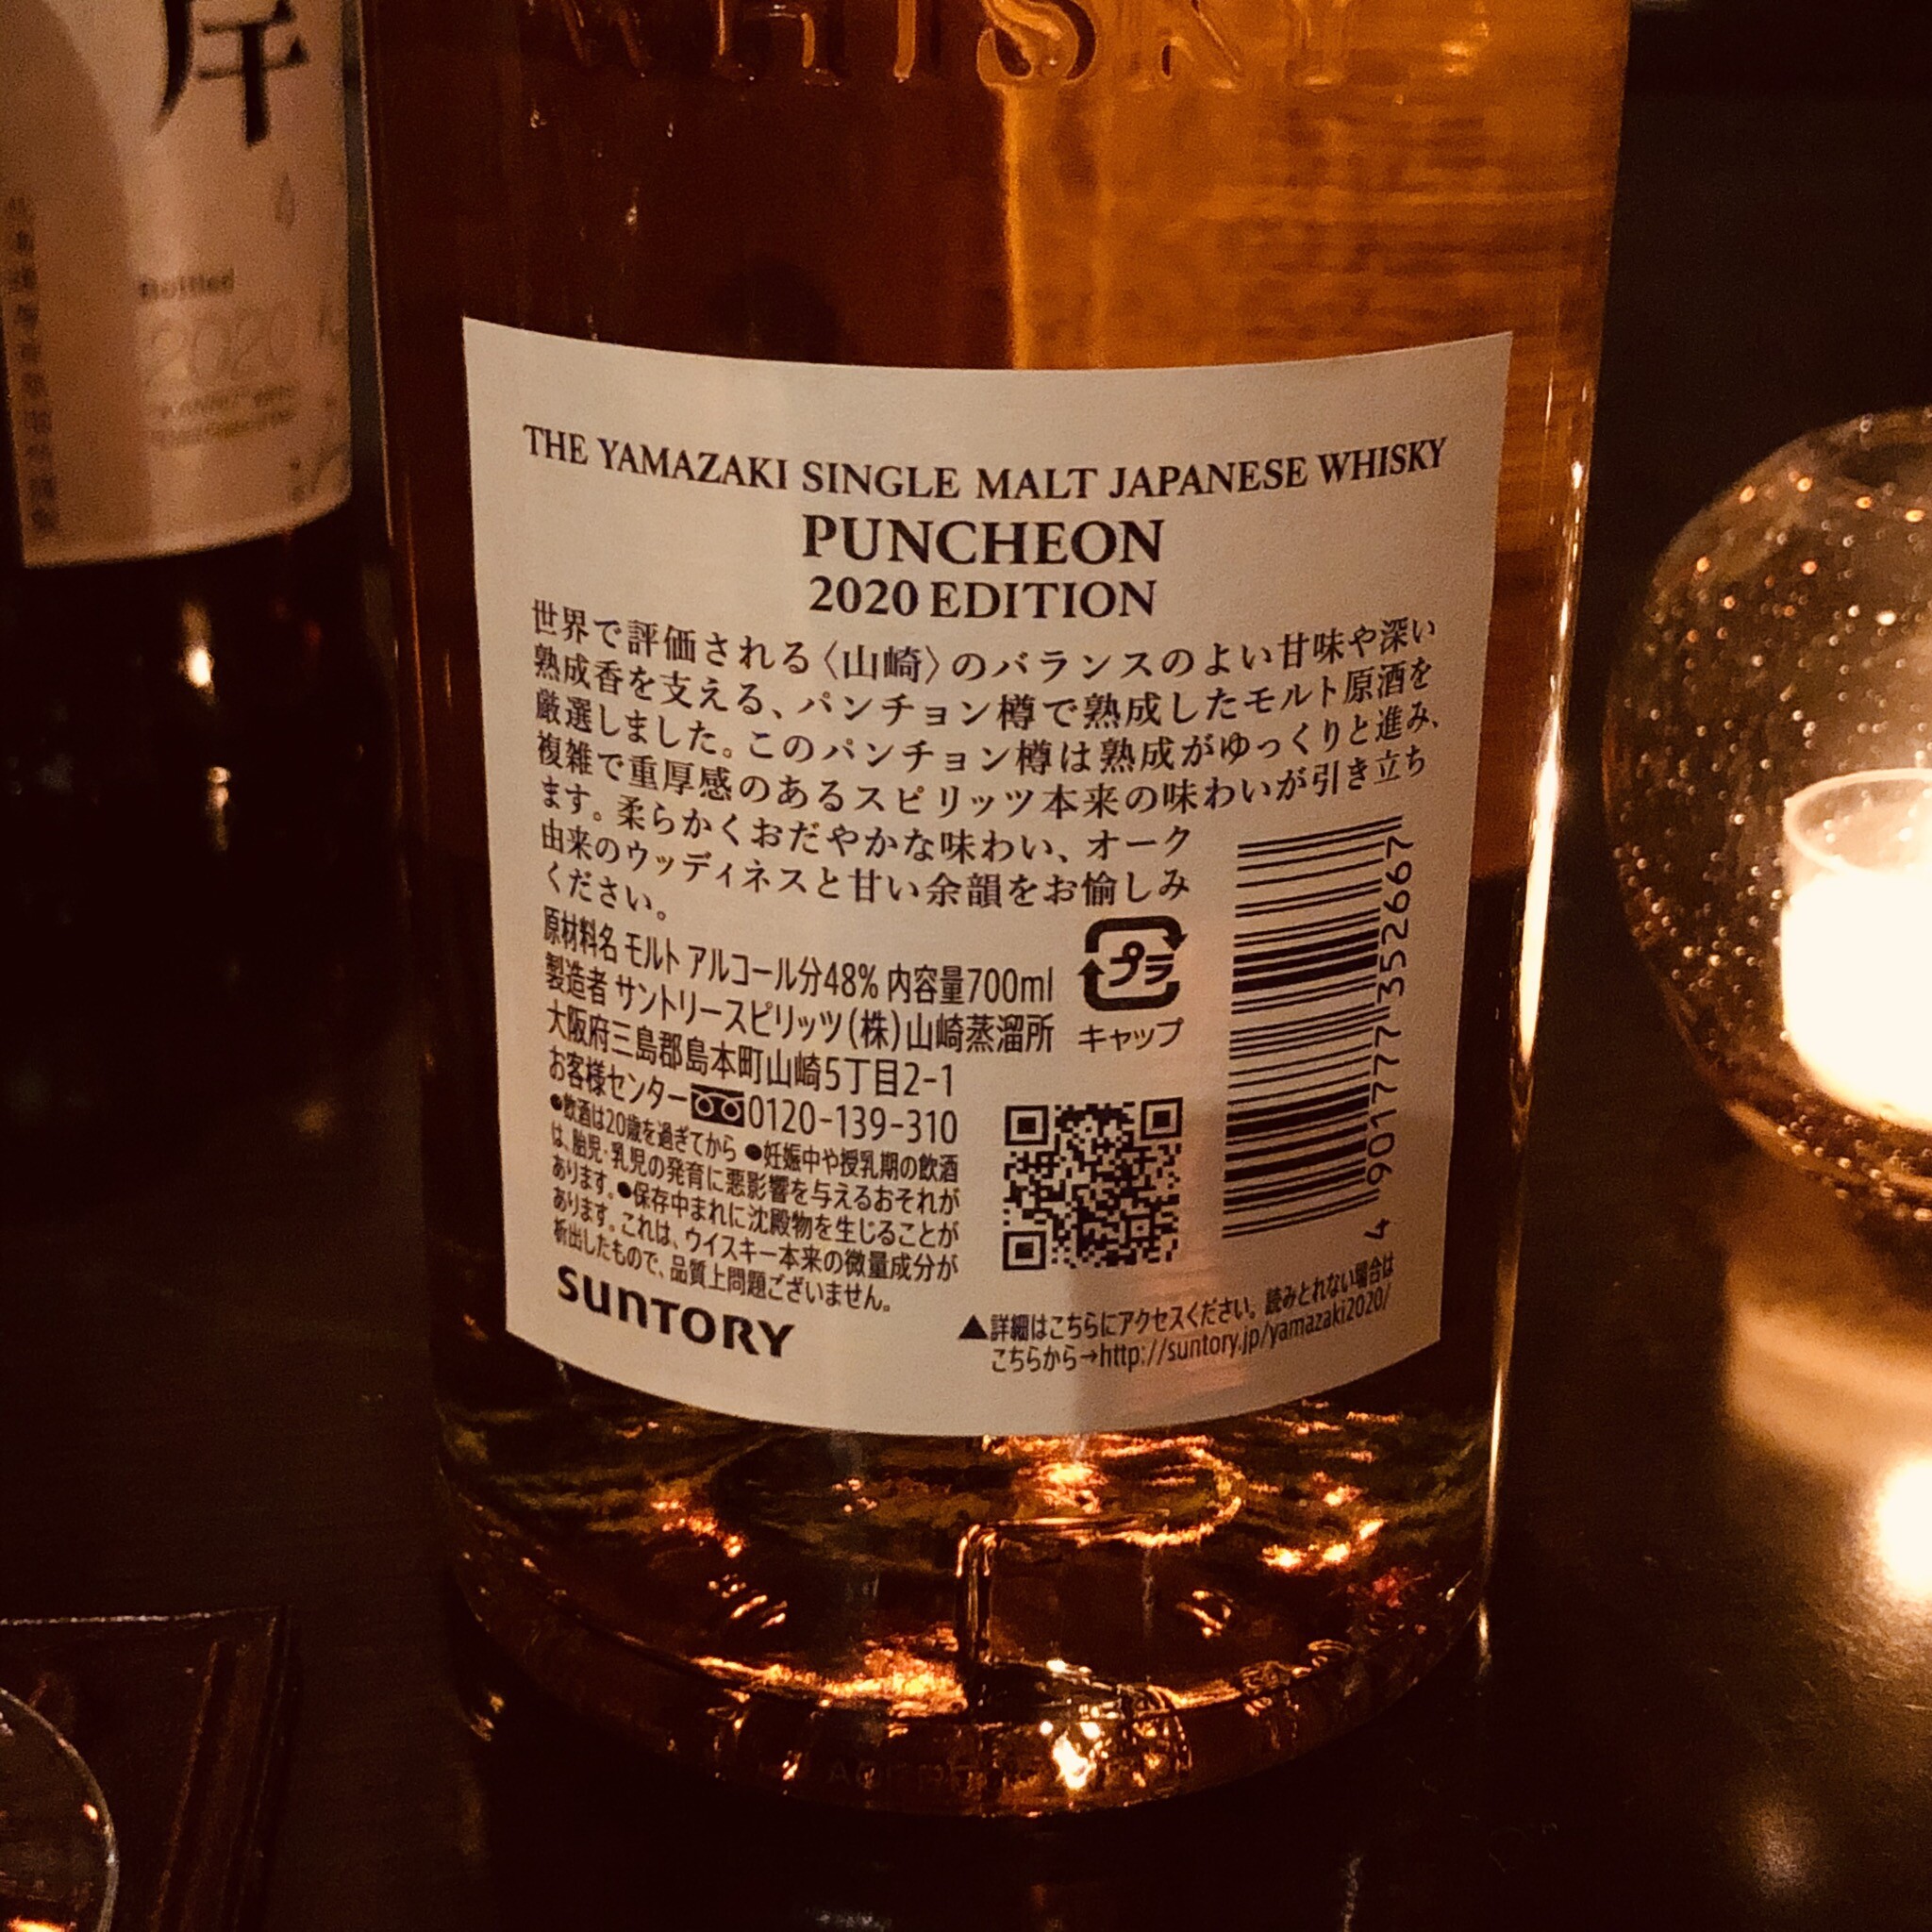 WHISKY
岸
Bottled
2020
THE YAMAZAKI SINGLE MALT JAPANESE WHISKY
PUNCHEON
2020 EDITION
世界で評価される〈山崎〉のバランスのよい甘味や深い
熟成香を支える、パンチョン樽で熟成したモルト原酒を
厳選しました。このパンチョン樽は熟成がゆっくりと進み、
複雑で重厚感のあるスピリッツ本来の味わいが引き立ち
ます。柔らかくおだやかな味わい、オーク
由来のウッディネスと甘い余韻をお愉しみ
ください。
原材料名 モルト アルコール分48% 内容量700ml
製造者 サントリースピリッツ(株)山崎蒸溜所
大阪府三島郡島本町山崎5丁目2-1
お客様センター0120-139-310
●飲酒は20歳を過ぎてから ●妊娠中や授乳期の飲酒
は、胎児・乳児の発育に悪影響を与えるおそれが
あります。●保存中まれに沈殿物を生じることが
あります。これは、ウイスキー本来の微量成分が
析出したもので、品質上問題ございません。
SUNTORY
プラ
キャップ
4 901777 352667
▲詳細はこちらにアクセスください。読みとれない場合は
こちらから→http://suntory.jp/yamazaki2020/